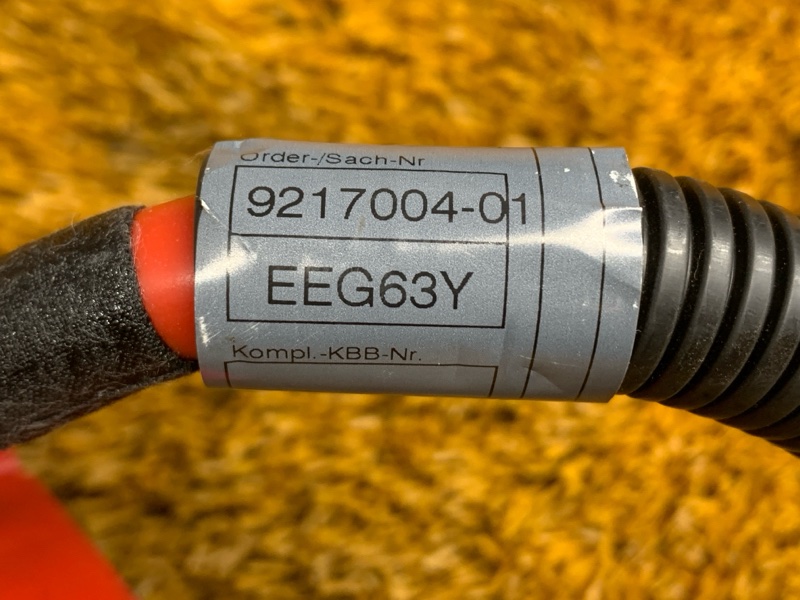 Order-/Sach-Nr
9217004-01
EEG63Y
Kompl.-KBB-Nr.